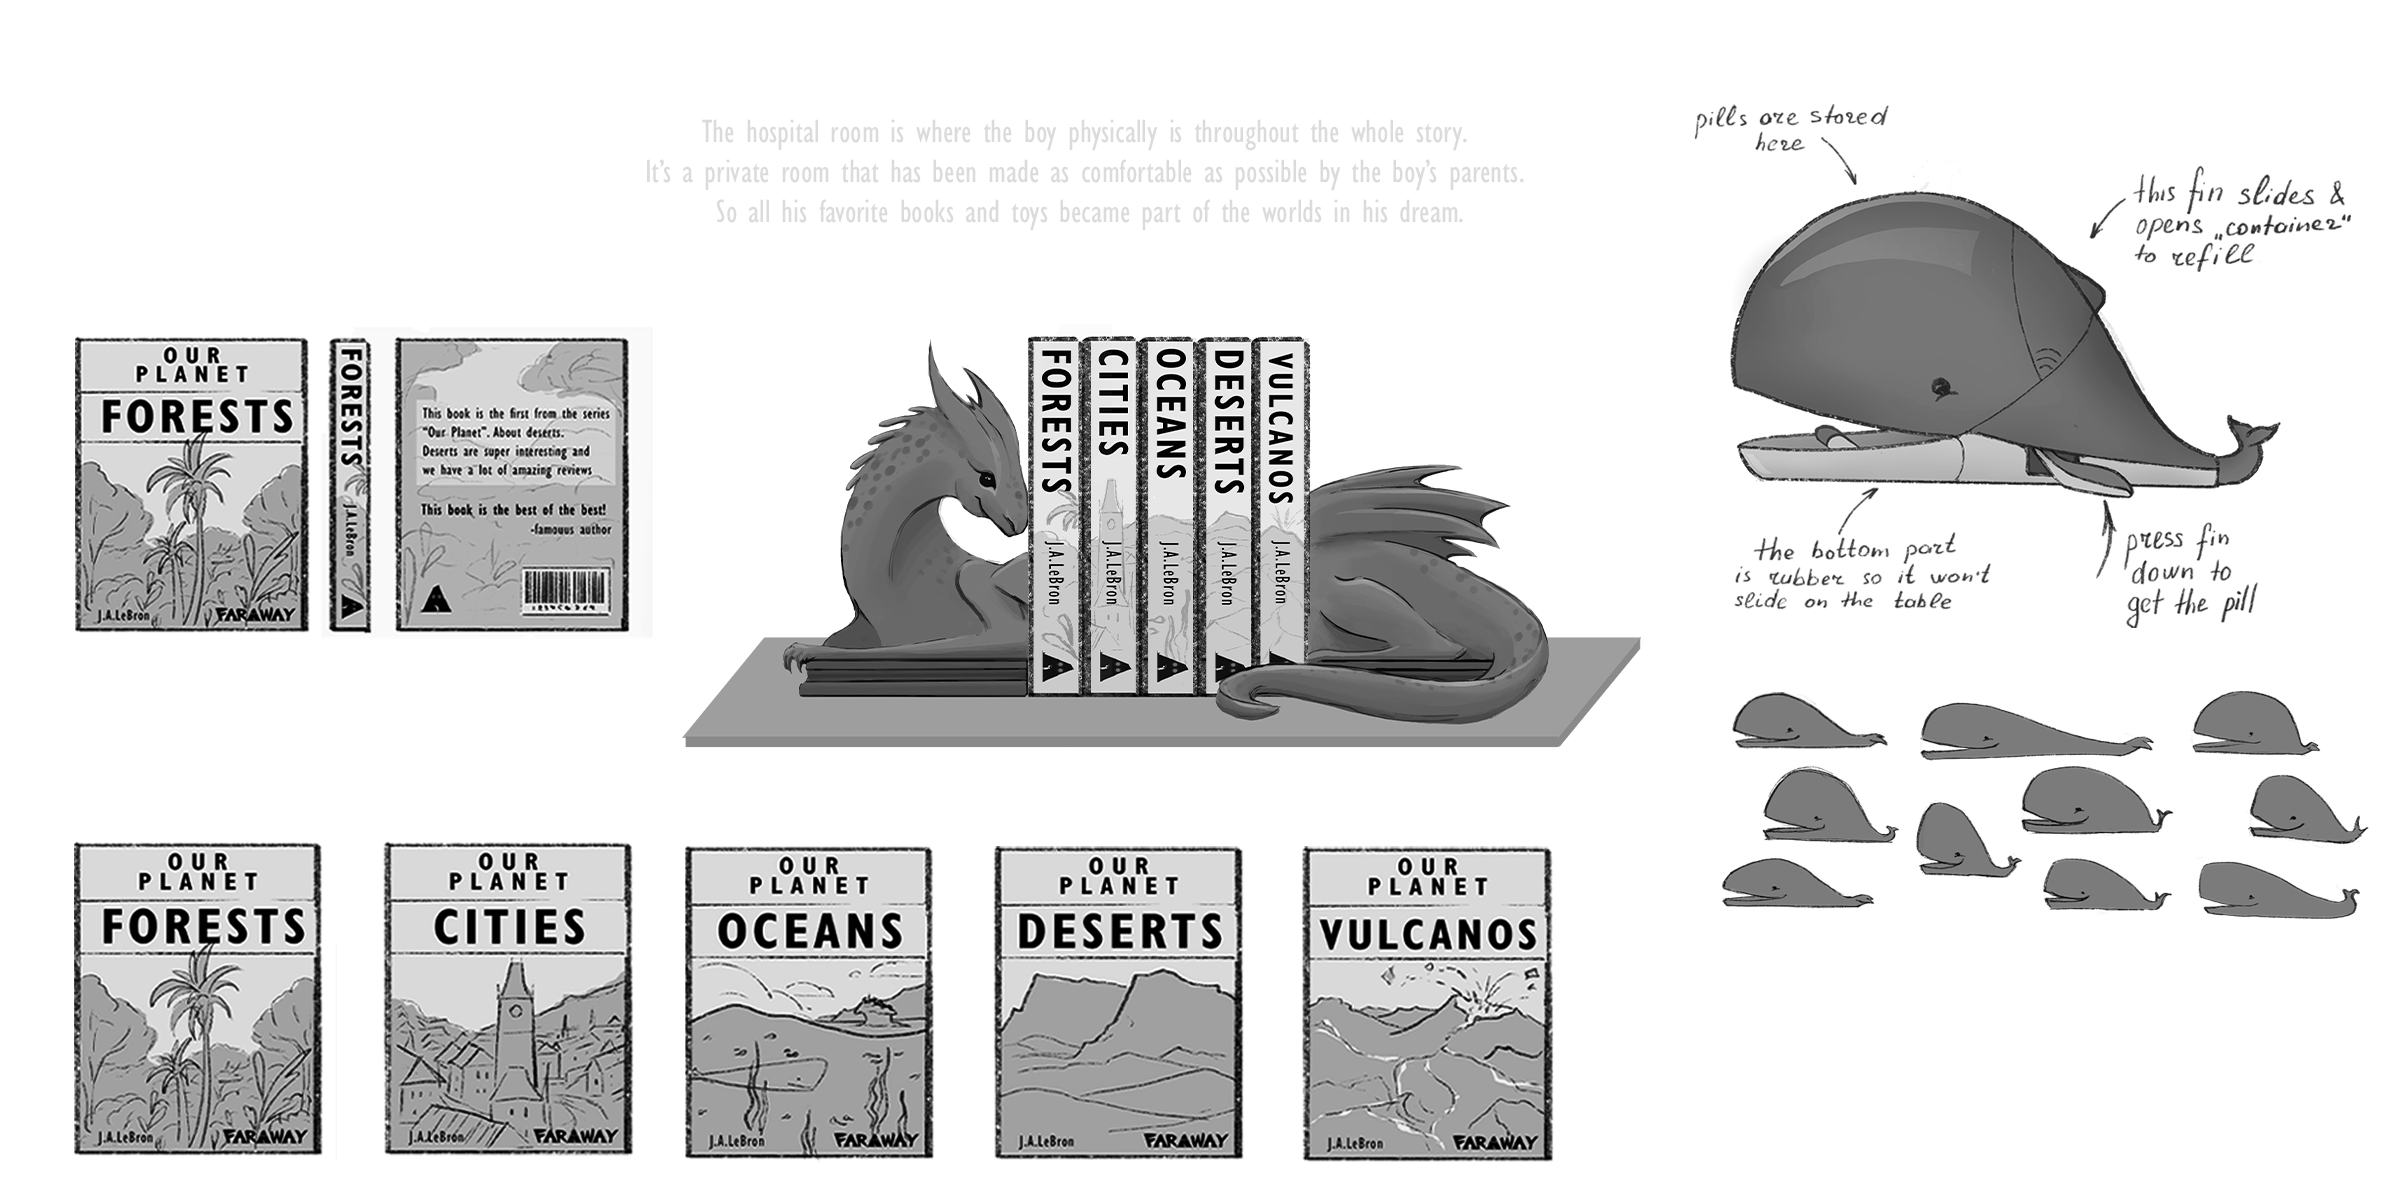 The hospital room is where the boy physically is throughout the whole story.
It's a private room that has been made as comfortable as possible by the boy's parents.
So all his favorite books and toys became part of the worlds in his dream.
pills are stored
here
this fin slides &
opens „container"
to refill
the bottom part
is rubber so it won't
slide on the table
press fin
down to
get the pill
OUR
PLANET
FORESTS
J.A.LeBron
FARAWAY
FORESTS
J.A.LeBron
This book is the first from the series
"Our Planet". About deserts.
Deserts are super interesting and
we have a lot of amazing reviews
This book is the best of the best!
-famouus author
FORESTS
J.A.LeBron
CITIES
J.A.LeBron
OCEANS
J.A.LeBron
DESERTS
J.A.LeBron
VULCANOS
J.A.LeBron
OUR
PLANET
FORESTS
J.A.LeBron
FARAWAY
OUR
PLANET
CITIES
J.A.LeBron
FARAWAY
OUR
PLANET
OCEANS
J.A.LeBron
FARAWAY
OUR
PLANET
DESERTS
J.A.LeBron
FARAWAY
OUR
PLANET
VULCANOS
J.A.LeBron
FARAWAY